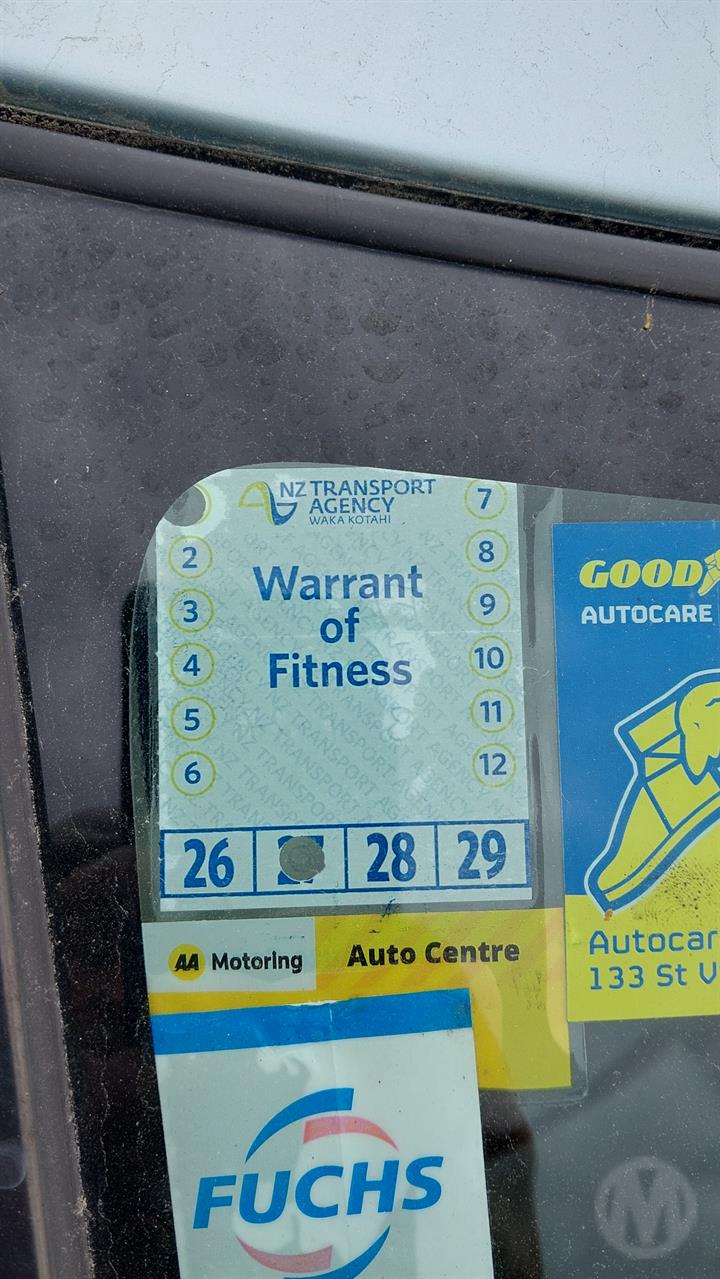 NZ TRANSPORT
AGENCY
WAKA KOTAHI
Warrant
of
Fitness
2
3
4
5
6
7
8
9
10
11
12
26 28 29
AA Motoring Auto Centre
FUCHS
GOOD
AUTOCARE
Autocar
133 St V
M